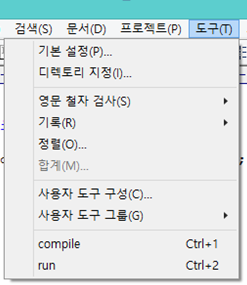 검색(S) 문서(D) 프로젝트(P) 도구(T)
기본 설정(P)...
디렉토리 지정(I)...
영문 철자 검사(S)
기록(R)
정렬(O)...
합계(M)...
사용자 도구 구성(C)...
사용자 도구 그룹(G)
compile Ctrl+1
run Ctrl+2